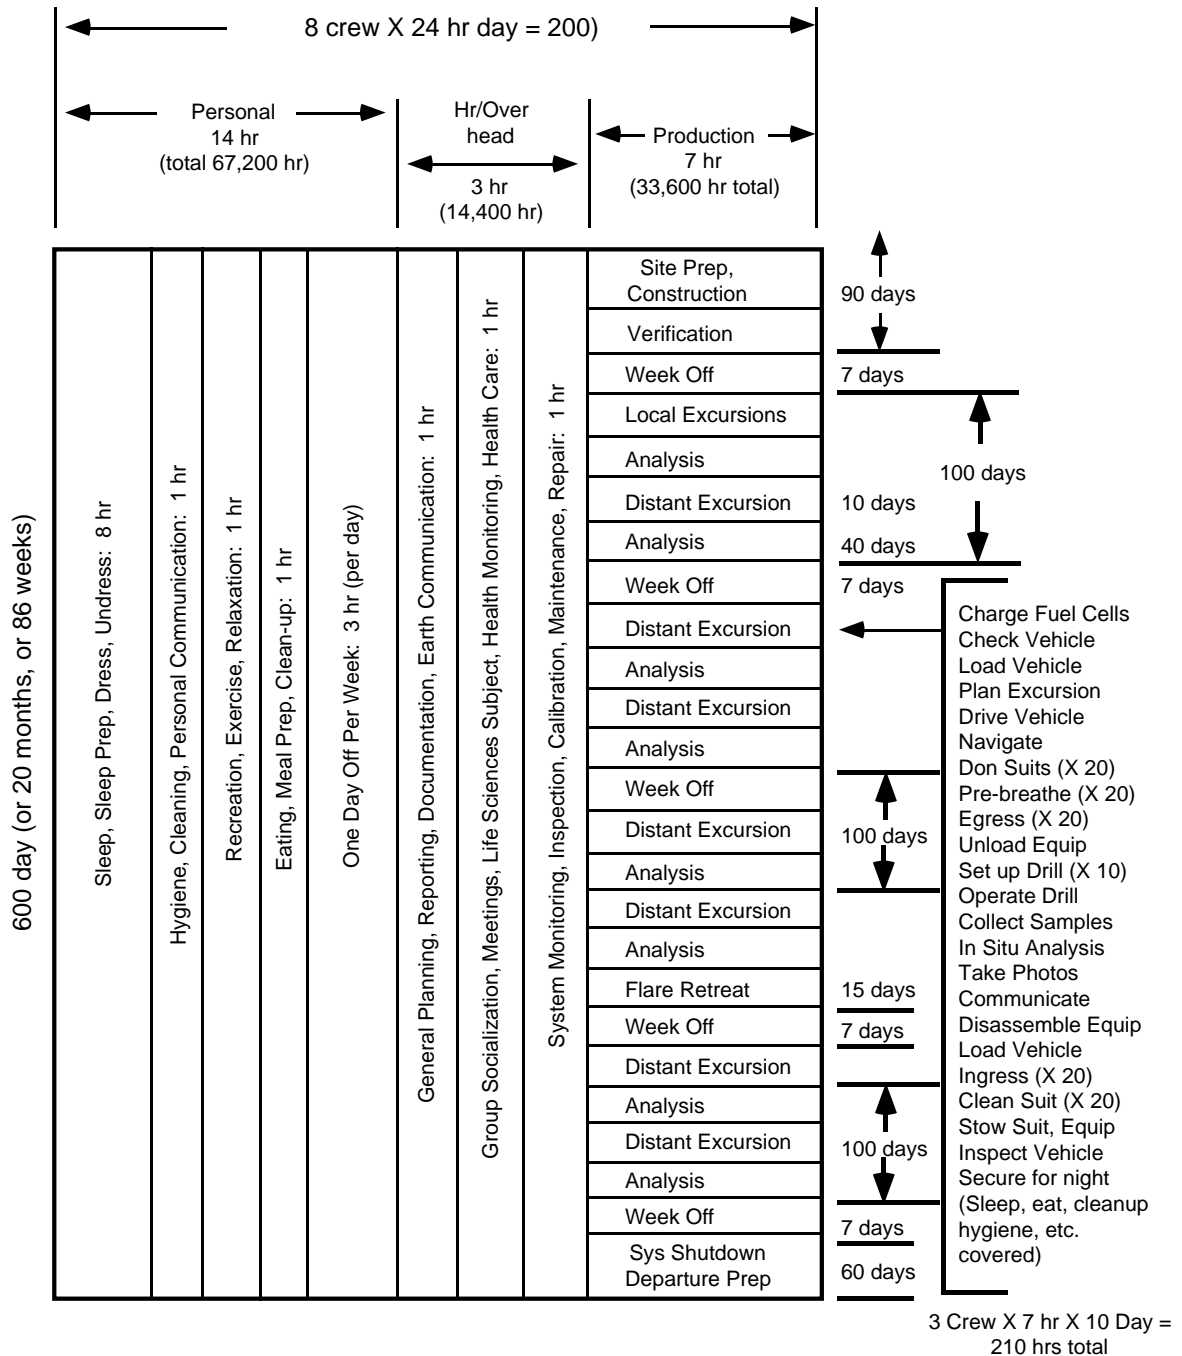 8 crew X 24 hr day = 200)
Personal
14 hr
(total 67,200 hr)
Hr/Over
head
3 hr
(14,400 hr)
Production
7 hr
(33,600 hr total)
600 day (or 20 months, or 86 weeks)
Sleep, Sleep Prep, Dress, Undress:  8 hr
Hygiene, Cleaning, Personal Communication:  1 hr
Recreation, Exercise, Relaxation:  1 hr
Eating, Meal Prep, Clean-up:  1 hr
One Day Off Per Week:  3 hr (per day)
General Planning, Reporting, Documentation, Earth Communication:  1 hr
Group Socialization, Meetings, Life Sciences Subject, Health Monitoring, Health Care:  1 hr
System Monitoring, Inspection, Calibration, Maintenance, Repair:  1 hr
Site Prep,
Construction
Verification
Week Off
Local Excursions
Analysis
Distant Excursion
Analysis
Week Off
Distant Excursion
Analysis
Distant Excursion
Analysis
Week Off
Distant Excursion
Analysis
Distant Excursion
Analysis
Flare Retreat
Week Off
Distant Excursion
Analysis
Distant Excursion
Analysis
Week Off
Sys Shutdown
Departure Prep
90 days
7 days
100 days
10 days
40 days
7 days
100 days
15 days
7 days
100 days
7 days
60 days
Charge Fuel Cells
Check Vehicle
Load Vehicle
Plan Excursion
Drive Vehicle
Navigate
Don Suits (X 20)
Pre-breathe (X 20)
Egress (X 20)
Unload Equip
Set up Drill (X 10)
Operate Drill
Collect Samples
In Situ Analysis
Take Photos
Communicate
Disassemble Equip
Load Vehicle
Ingress (X 20)
Clean Suit (X 20)
Stow Suit, Equip
Inspect Vehicle
Secure for night
(Sleep, eat, cleanup
hygiene, etc.
covered)
3 Crew X 7 hr X 10 Day =
210 hrs total